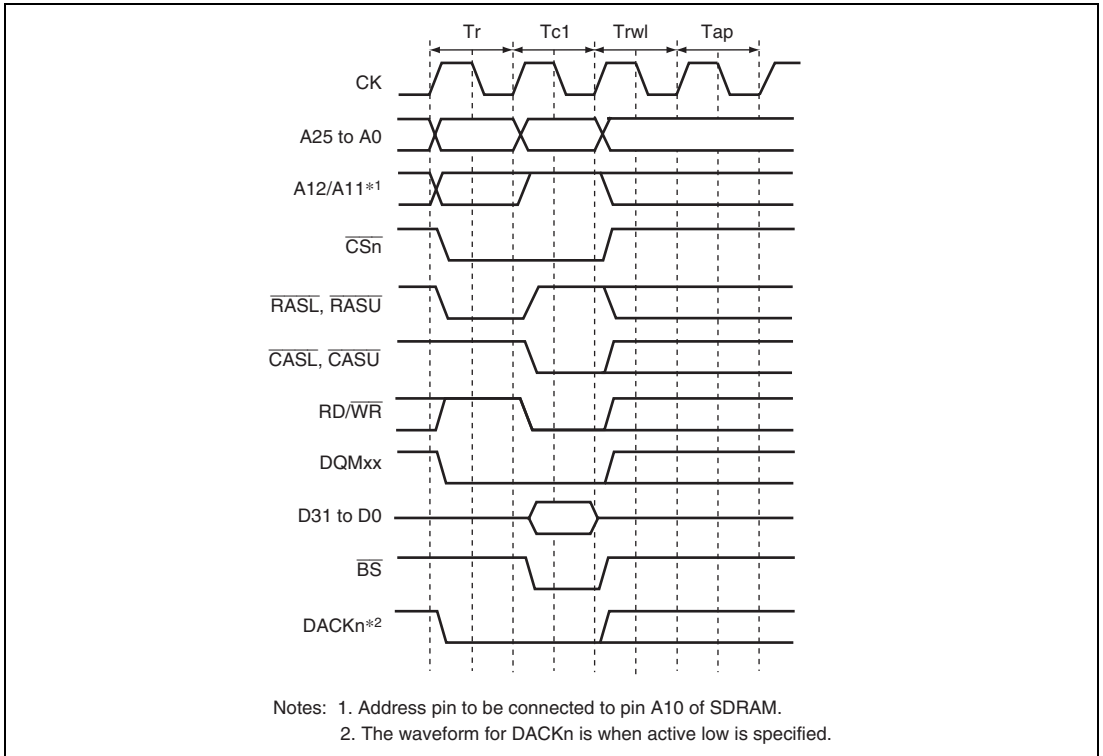 Tr Tc1 Trwl Tap
CK
A25 to A0
A12/A11*1
CSn
RASL, RASU
CASL, CASU
RD/WR
DQMxx
D31 to D0
BS
DACKn*2
Notes: 1. Address pin to be connected to pin A10 of SDRAM.
2. The waveform for DACKn is when active low is specified.